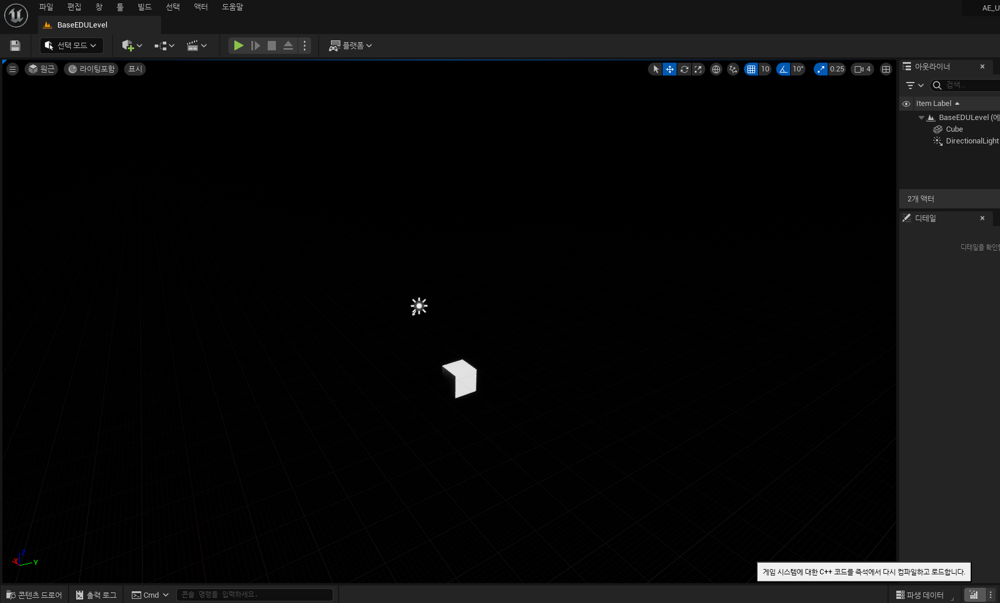 파일 편집 창 툴 빌드 선택 액터 도움말
AE_U
BaseEDULevel
선택 모드
플랫폼
원근 라이팅포함 표시
10 10° 0.25 4
아웃라이너
검색...
Item Label
BaseEDULevel (에
Cube
DirectionalLight
2개 액터
디테일
디테일을 확인할
Z
X Y
게임 시스템에 대한 C++ 코드를 즉석에서 다시 컴파일하고 로드합니다.
콘텐츠 드로어 출력 로그 Cmd 콘솔 명령을 입력하세요. 파생 데이터